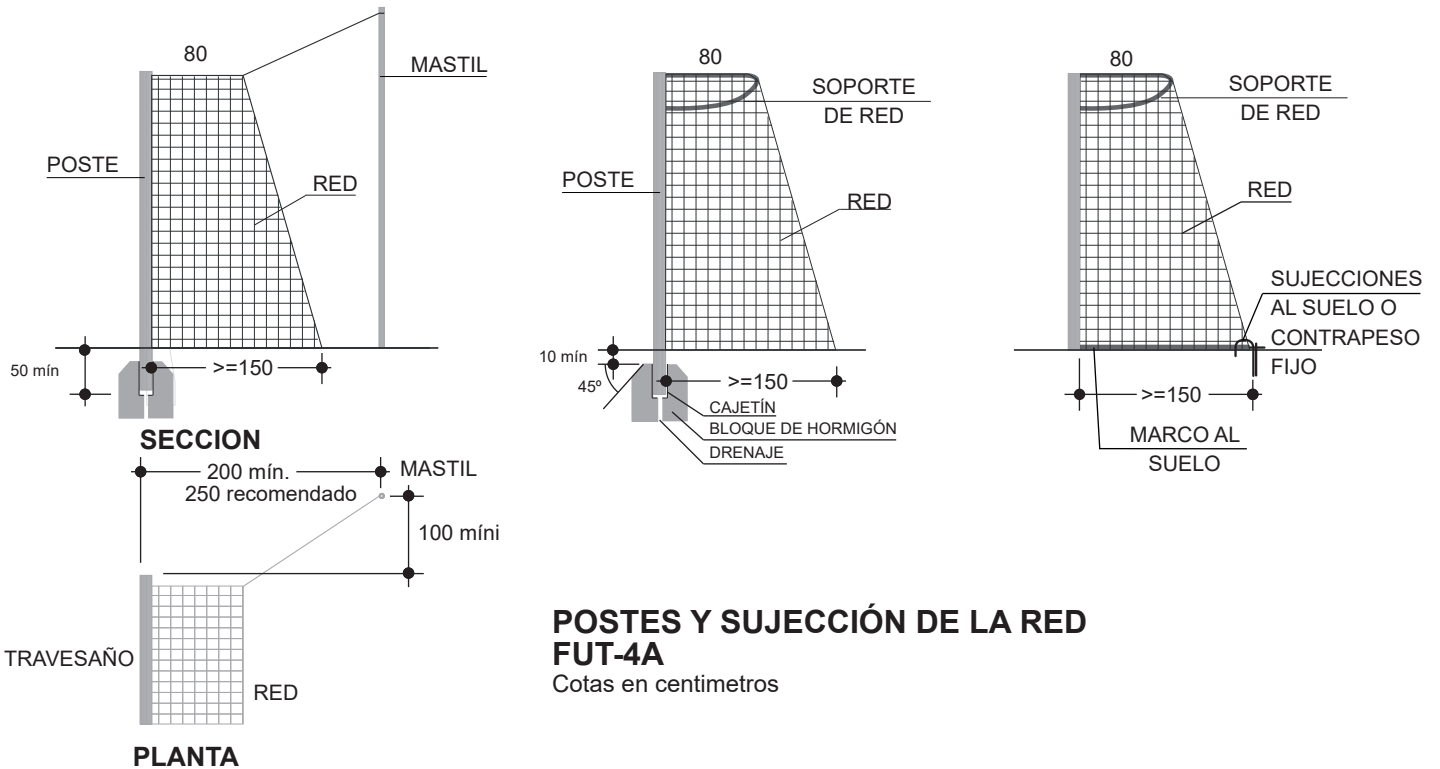 80
MASTIL
POSTE
RED
50 mín
>=150
SECCION
200 mín.
250 recomendado
MASTIL
100 míni
TRAVESAÑO
RED
PLANTA
80
SOPORTE
DE RED
POSTE
RED
10 mín
45º
>=150
CAJETÍN
BLOQUE DE HORMIGÓN
DRENAJE
80
SOPORTE
DE RED
RED
SUJECCIONES
AL SUELO O
CONTRAPESO
FIJO
>=150
MARCO AL
SUELO
POSTES Y SUJECCIÓN DE LA RED
FUT-4A
Cotas en centimetros